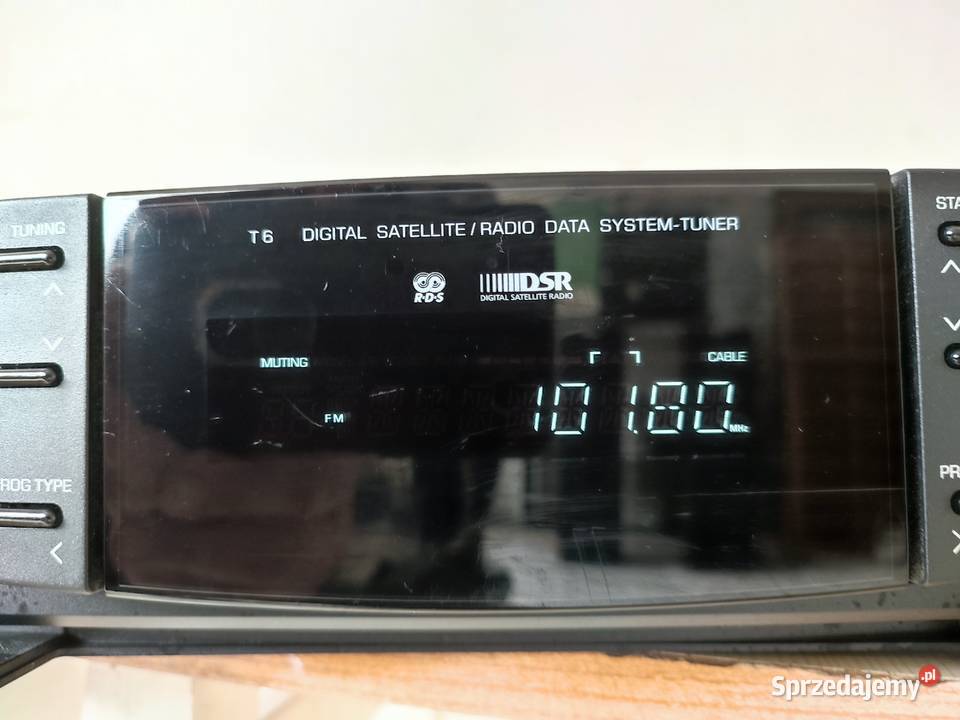 TUNING
T6 DIGITAL SATELLITE / RADIO DATA SYSTEM-TUNER
R·D·S
DSR
DIGITAL SATELLITE RADIO
STA
MUTING
CABLE
FM
101.80 MHz
ROG TYPE
PR
Sprzedajemy.pl